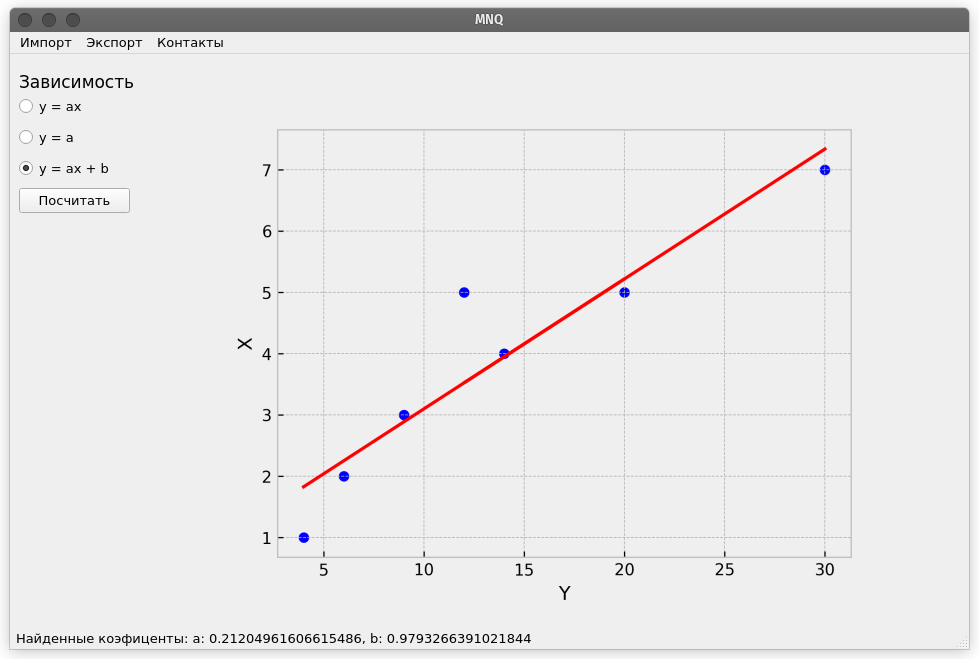 MNQ
Импорт Экспорт Контакты
Зависимость
y = ax
y = a
y = ax + b
Посчитать
7
6
5
4
3
2
1
X
5 10 15 20 25 30
Y
Найденные коэфиценты: a: 0.21204961606615486, b: 0.9793266391021844